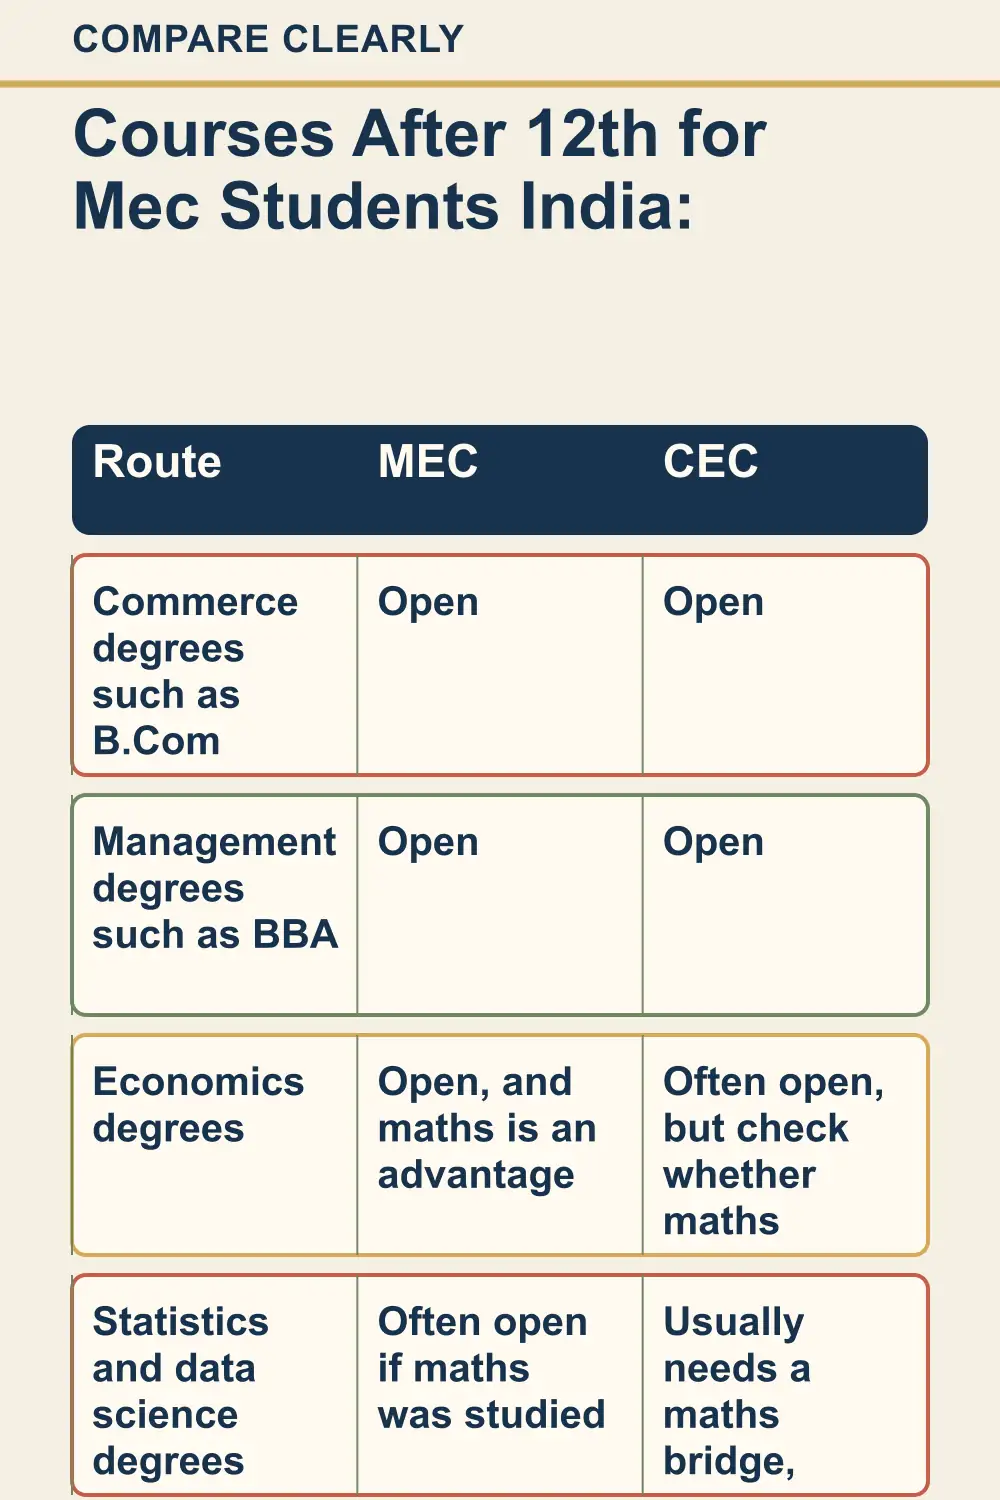 COMPARE CLEARLY
Courses After 12th for
Mec Students India:
Route MEC CEC
Commerce
degrees
such as
B.Com
Open
Open
Management
degrees
such as BBA
Open
Open
Economics
degrees
Open, and
maths is an
advantage
Often open,
but check
whether
maths
Statistics
and data
science
degrees
Often open
if maths
was studied
Usually
needs a
maths
bridge,